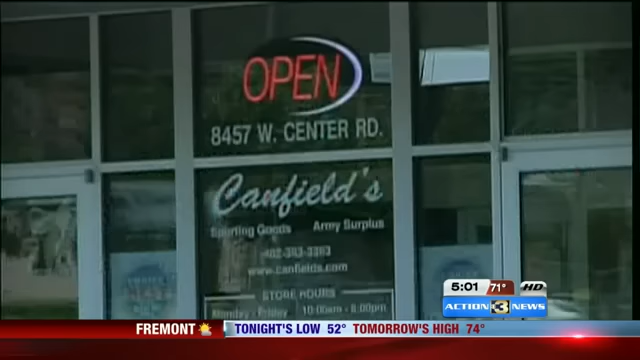 OPEN
8457 W. CENTER RD.
Canfield's
Sporting Goods Army Surplus
402-393-3363
www.canfields.com
STORE HOURS
Monday - Friday 10:00am - 8:00pm
5:01 71° HD
ACTION 3 NEWS
FREMONT TONIGHT'S LOW 52° TOMORROW'S HIGH 74°